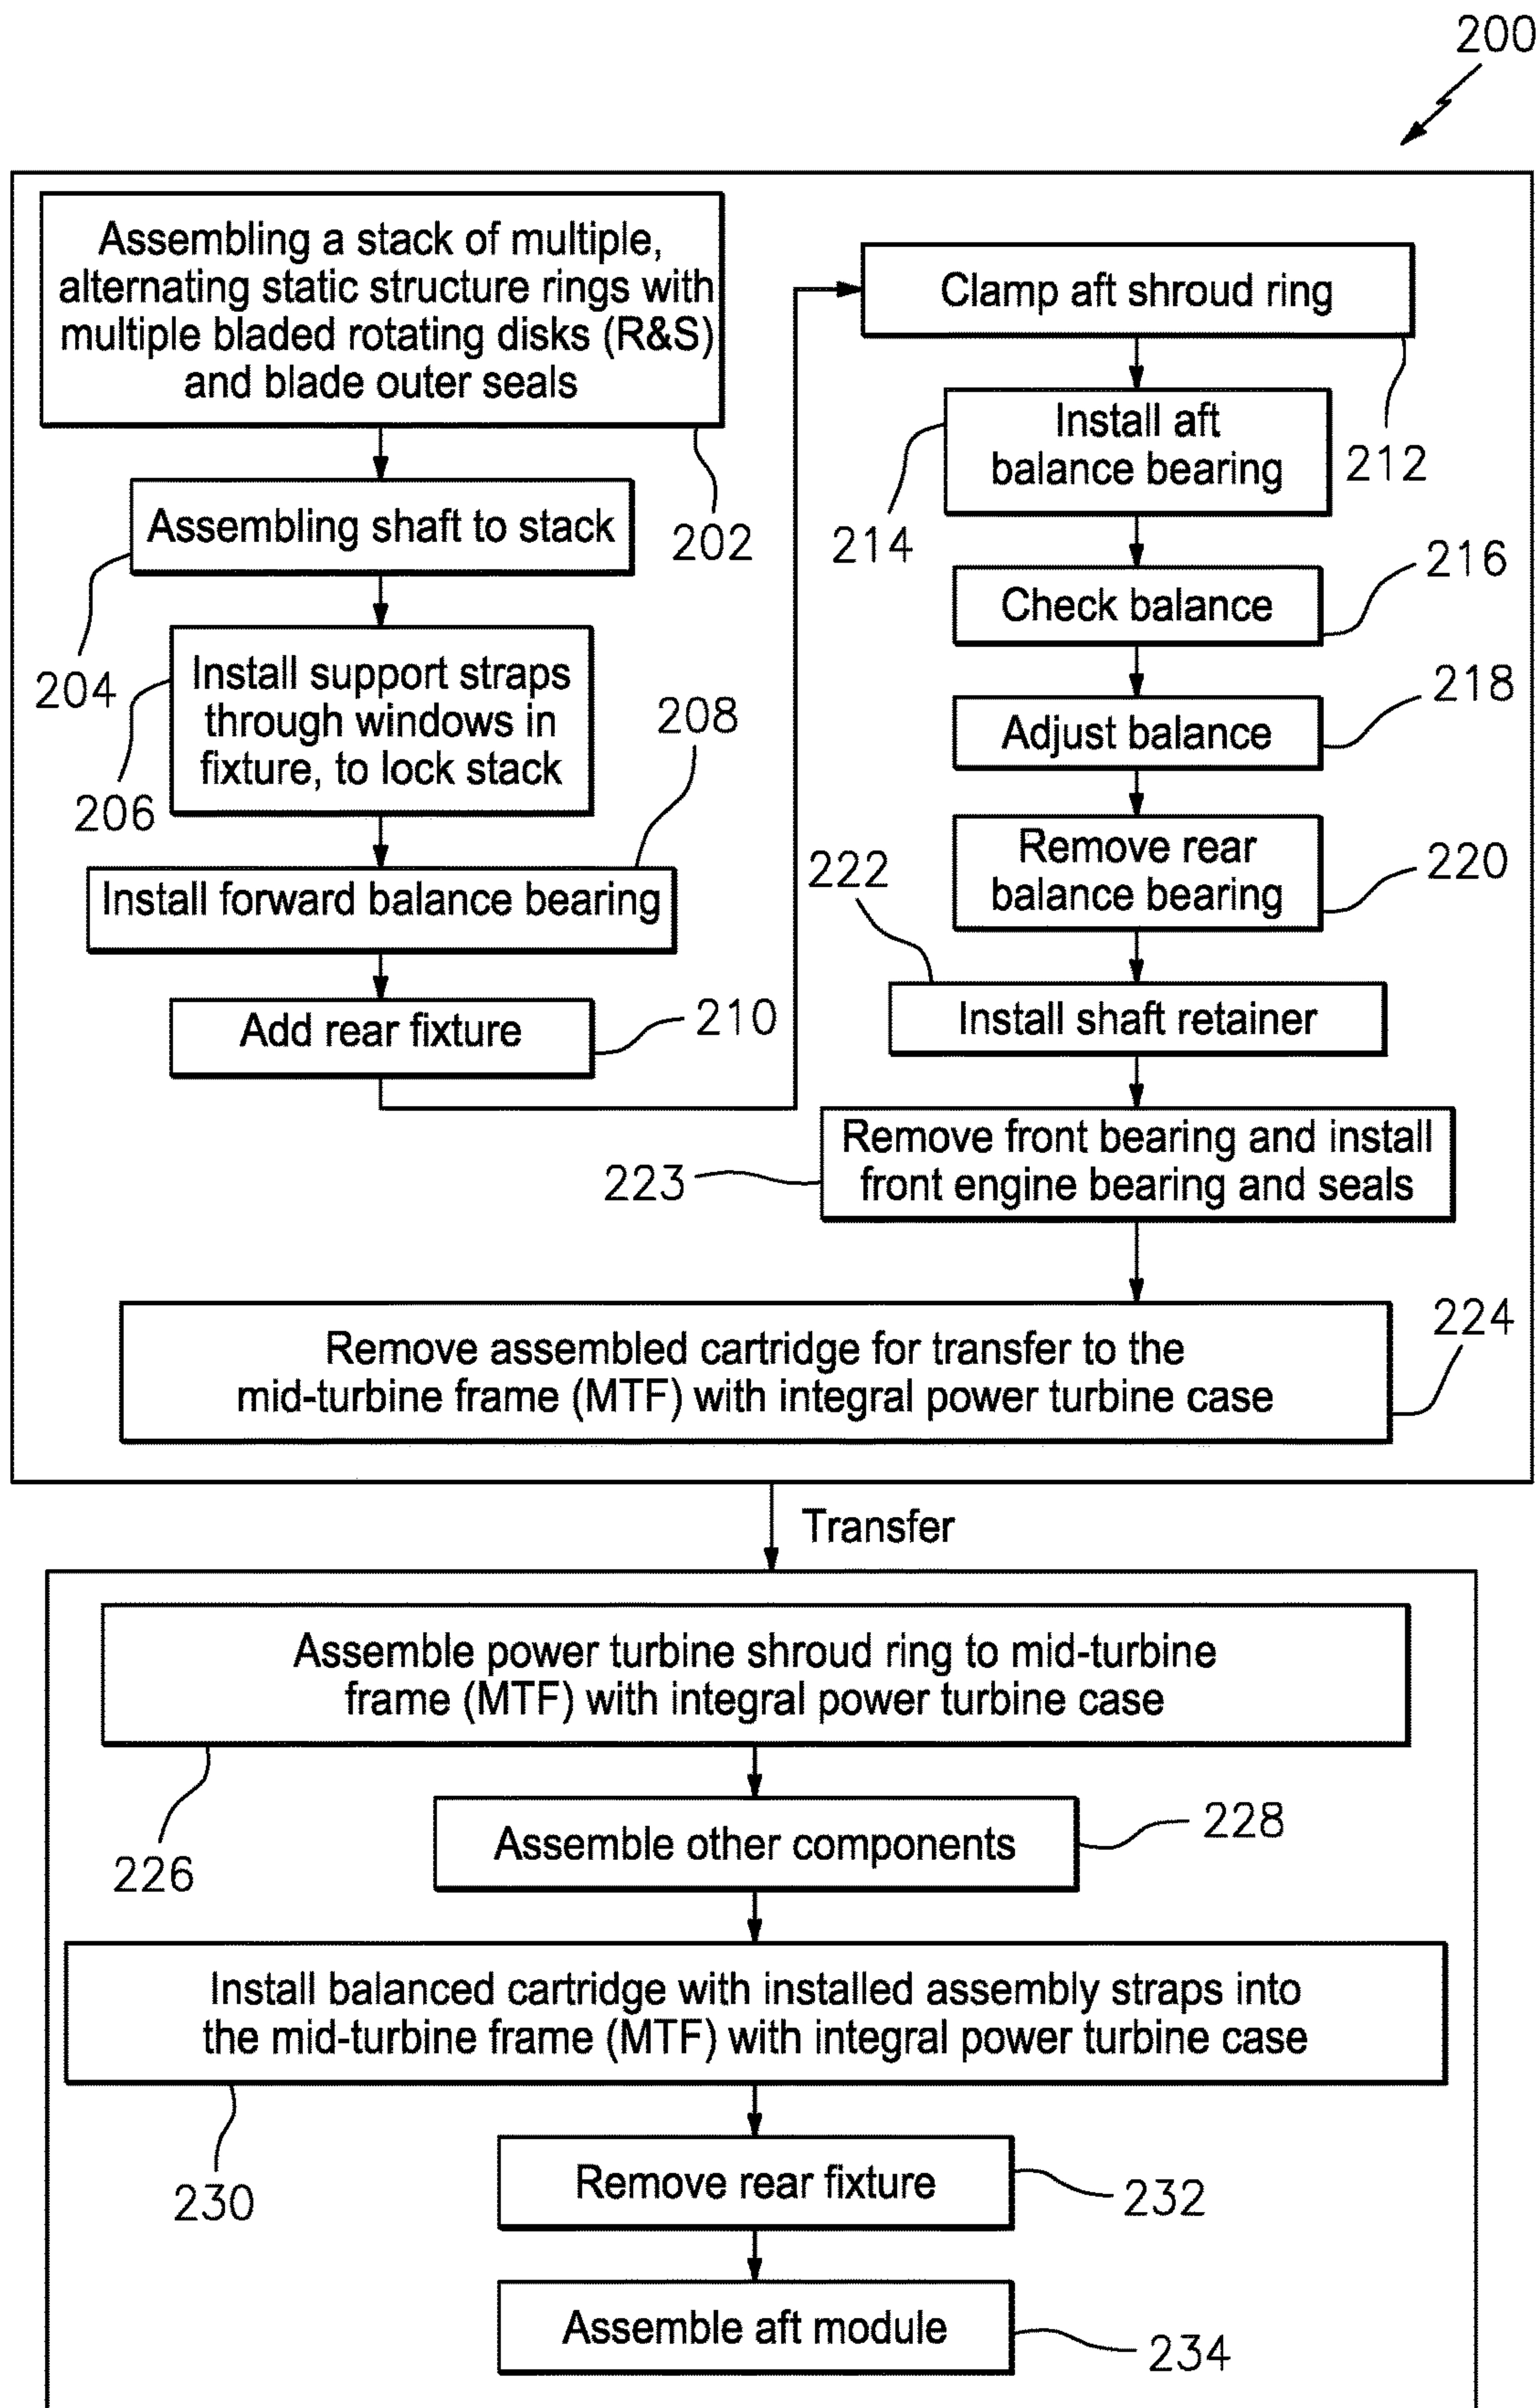 200
Assembling a stack of multiple,
alternating static structure rings with
multiple bladed rotating disks (R&S)
and blade outer seals
202
Assembling shaft to stack
204
Install support straps
through windows in
fixture, to lock stack
206
208
Install forward balance bearing
Add rear fixture
210
Clamp aft shroud ring
212
Install aft
balance bearing
214
Check balance
216
Adjust balance
218
Remove rear
balance bearing
220
222
Install shaft retainer
Remove front bearing and install
front engine bearing and seals
223
Remove assembled cartridge for transfer to the
mid-turbine frame (MTF) with integral power turbine case
224
Transfer
Assemble power turbine shroud ring to mid-turbine
frame (MTF) with integral power turbine case
226
Assemble other components
228
Install balanced cartridge with installed assembly straps into
the mid-turbine frame (MTF) with integral power turbine case
230
Remove rear fixture
232
Assemble aft module
234